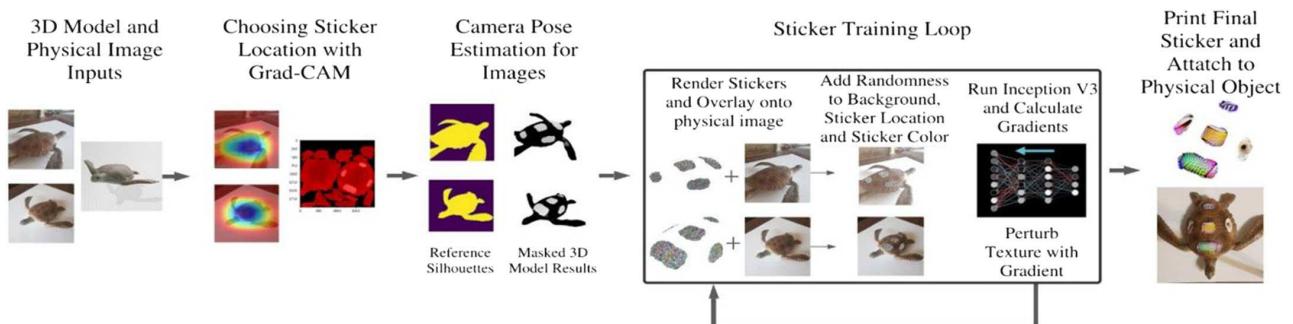 3D Model and
Physical Image
Inputs
Choosing Sticker
Location with
Grad-CAM
Camera Pose
Estimation for
Images
Reference
Silhouettes
Masked 3D
Model Results
Sticker Training Loop
Render Stickers
and Overlay onto
physical image
Add Randomness
to Background,
Sticker Location
and Sticker Color
Run Inception V3
and Calculate
Gradients
+
+
Perturb
Texture with
Gradient
Print Final
Sticker and
Attatch to
Physical Object